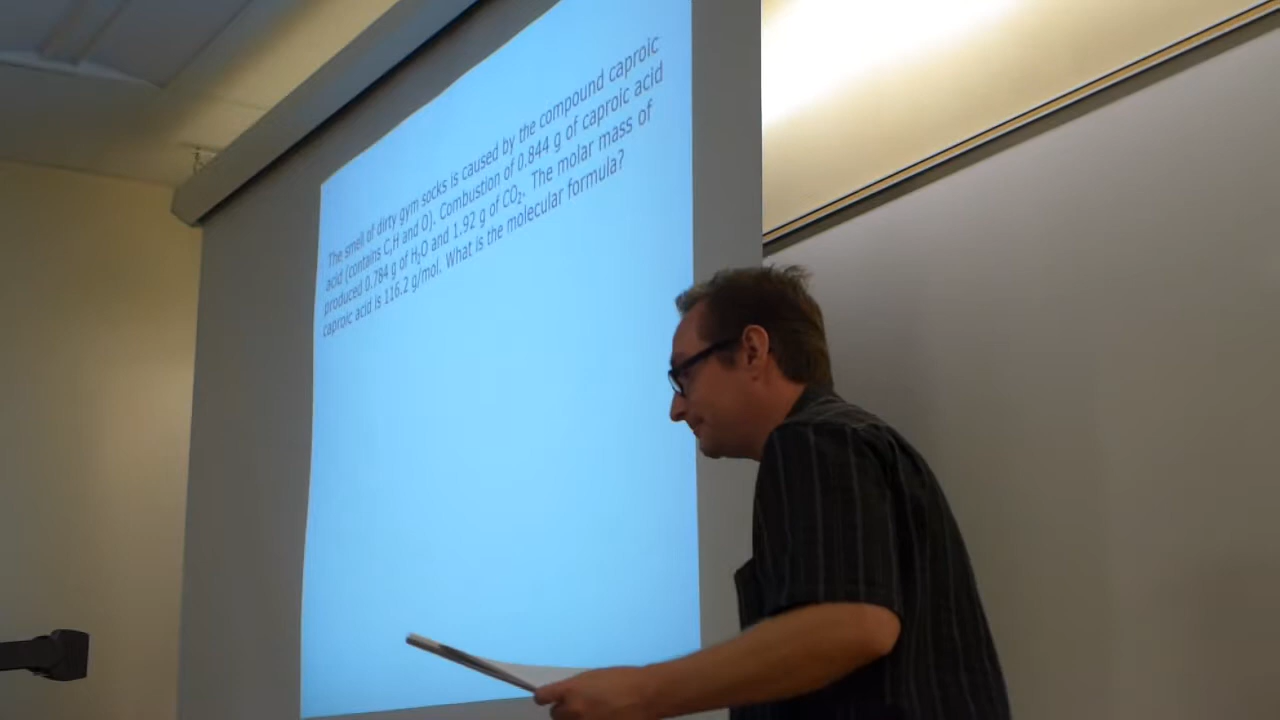 The smell of dirty gym socks is caused by the compound caproic
acid (contains C,H and O). Combustion of 0.844 g of caproic acid
produced 0.784 g of H₂O and 1.92 g of CO₂. The molar mass of
caproic acid is 116.2 g/mol. What is the molecular formula?